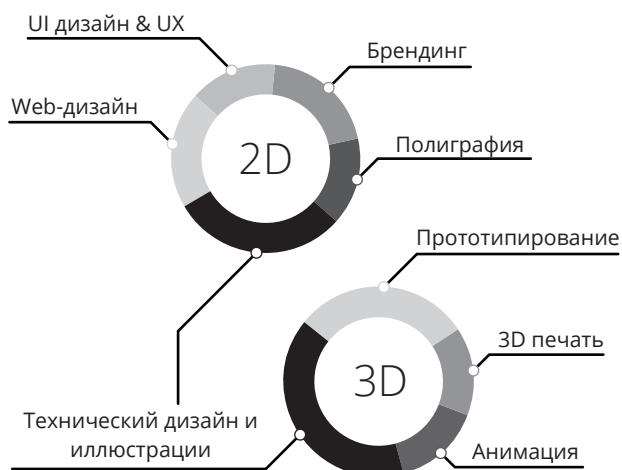 UI дизайн & UX
Брендинг
Web-дизайн
Полиграфия
2D
Прототипирование
3D печать
3D
Технический дизайн и
иллюстрации
Анимация